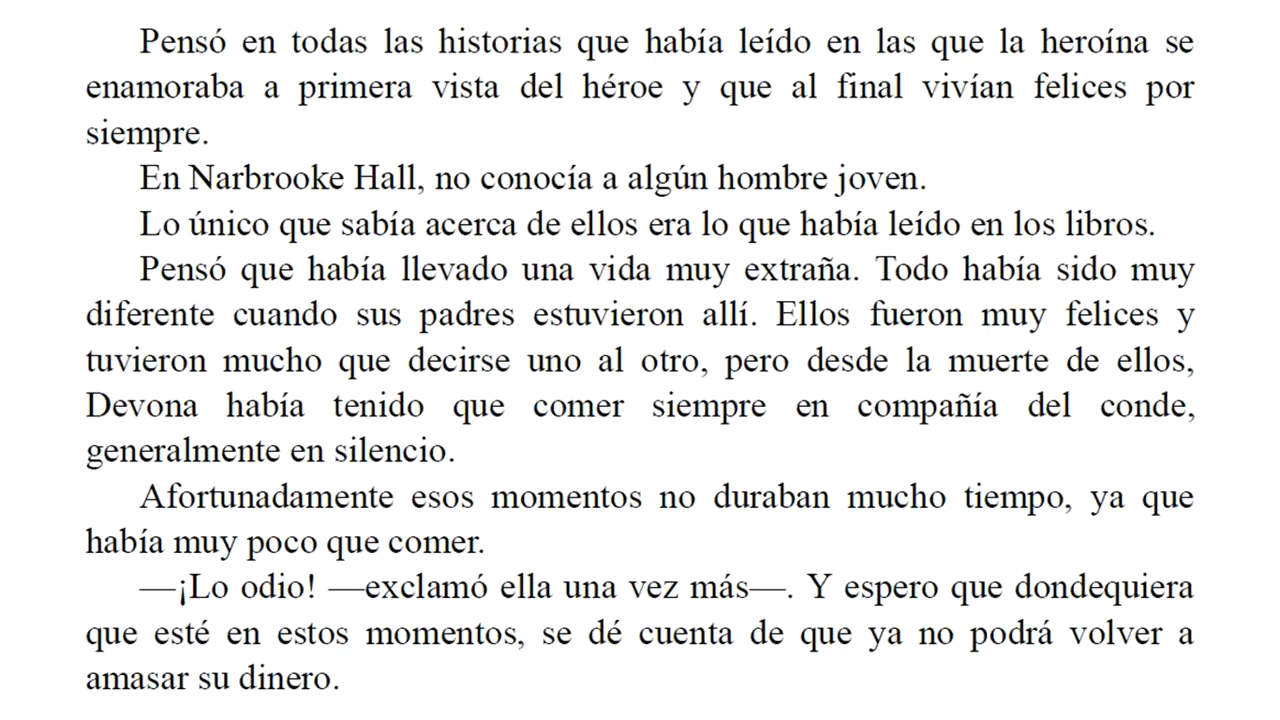 Pensó en todas las historias que había leído en las que la heroína se
enamoraba a primera vista del héroe y que al final vivían felices por
siempre.
En Narbrooke Hall, no conocía a algún hombre joven.
Lo único que sabía acerca de ellos era lo que había leído en los libros.
Pensó que había llevado una vida muy extraña. Todo había sido muy
diferente cuando sus padres estuvieron allí. Ellos fueron muy felices y
tuvieron mucho que decirse uno al otro, pero desde la muerte de ellos,
Devona había tenido que comer siempre en compañía del conde,
generalmente en silencio.
Afortunadamente esos momentos no duraban mucho tiempo, ya que
había muy poco que comer.
—¡Lo odio! —exclamó ella una vez más—. Y espero que dondequiera
que esté en estos momentos, se dé cuenta de que ya no podrá volver a
amasar su dinero.